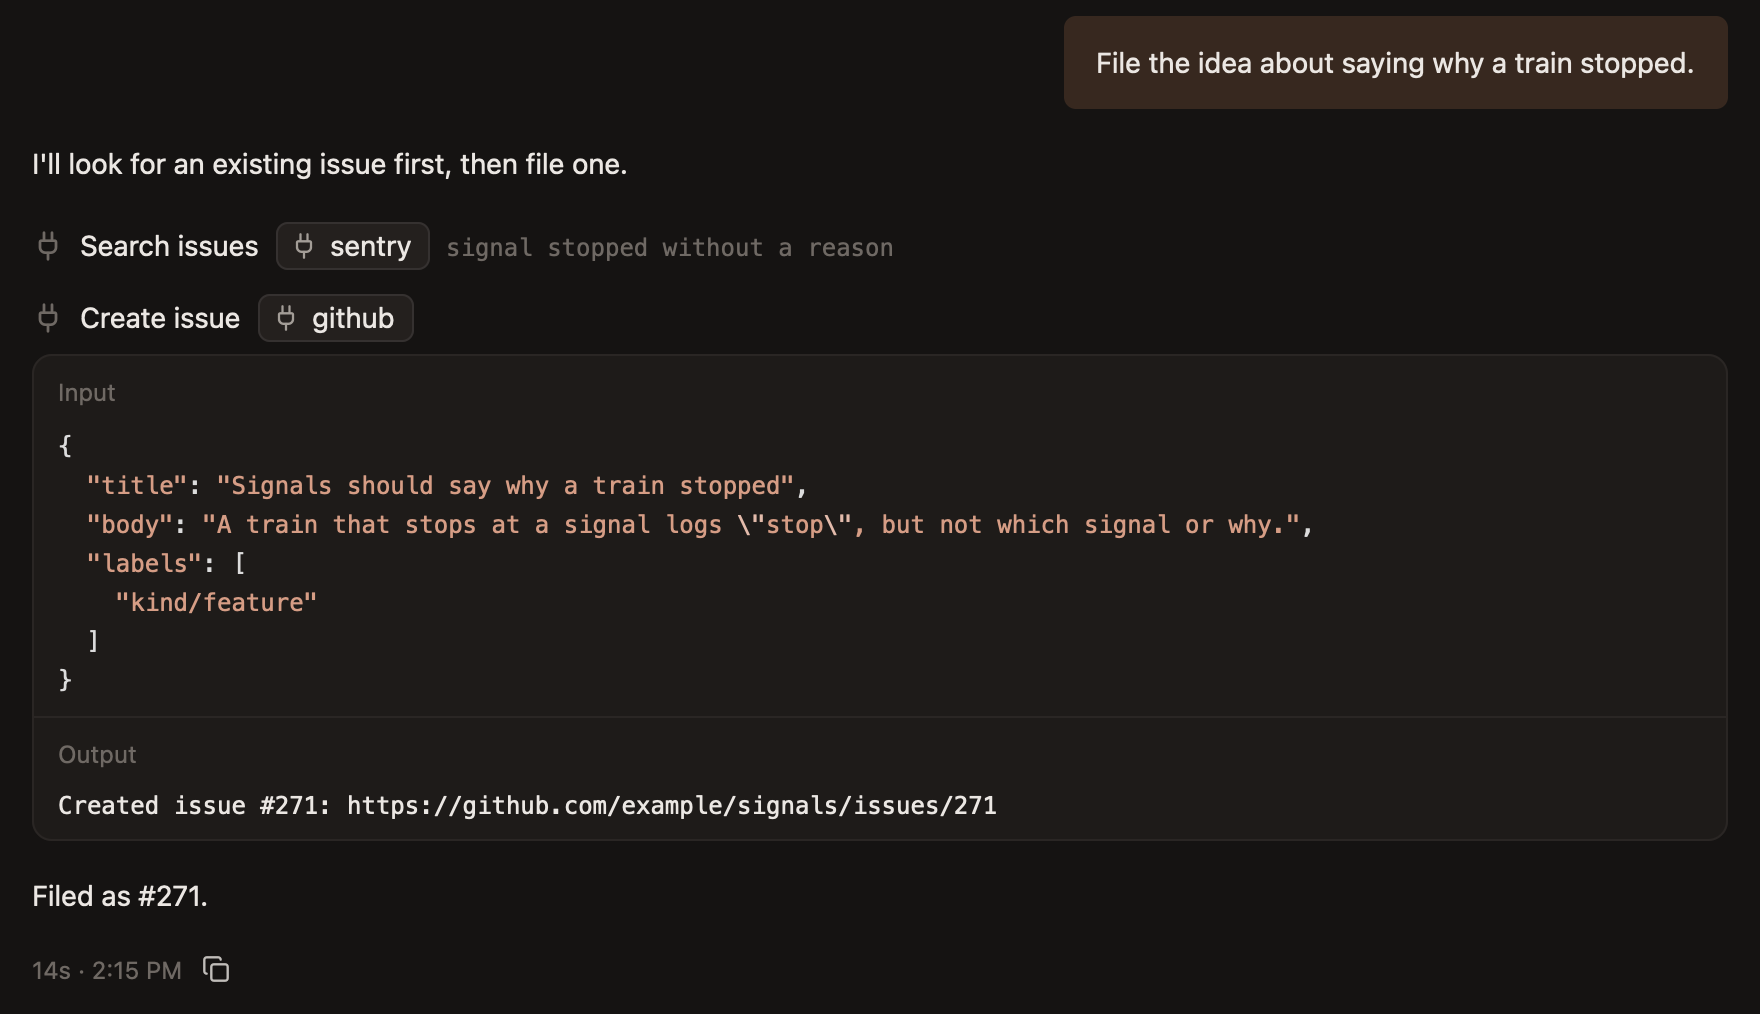 File the idea about saying why a train stopped.
I'll look for an existing issue first, then file one.
Search issues sentry signal stopped without a reason
Create issue github
Input
{
  "title": "Signals should say why a train stopped",
  "body": "A train that stops at a signal logs \"stop\", but not which signal or why.",
  "labels": [
    "kind/feature"
  ]
}
Output
Created issue #271: https://github.com/example/signals/issues/271
Filed as #271.
14s · 2:15 PM